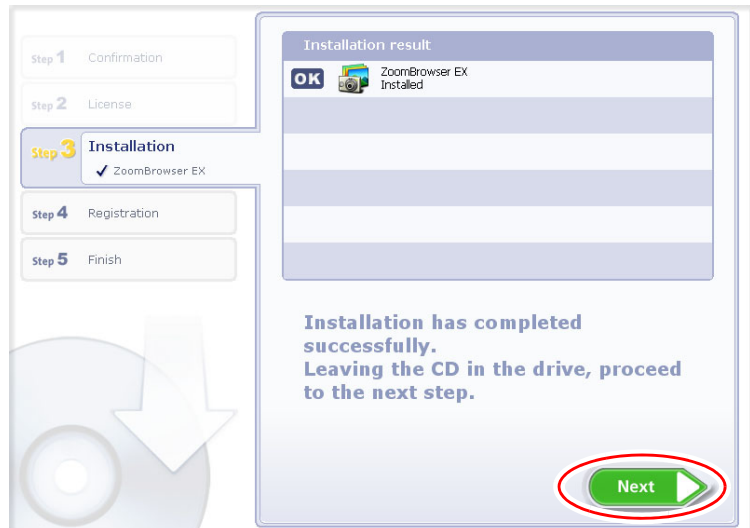 Step 1 Confirmation
Step 2 License
Step 3 Installation
ZoomBrowser EX
Step 4 Registration
Step 5 Finish
Installation result
OK ZoomBrowser EX
Installed
Installation has completed
successfully.
Leaving the CD in the drive, proceed
to the next step.
Next